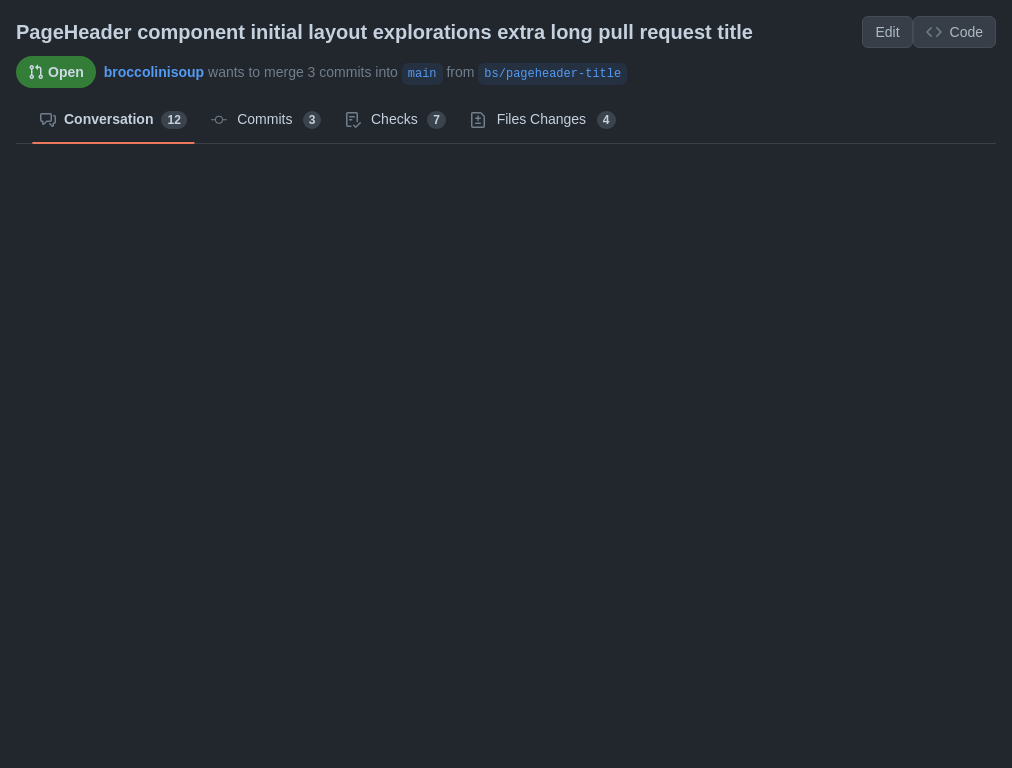 PageHeader component initial layout explorations extra long pull request title Edit Code
Open broccolinisoup wants to merge 3 commits into main from bs/pageheader-title
Conversation 12 Commits 3 Checks 7 Files Changes 4